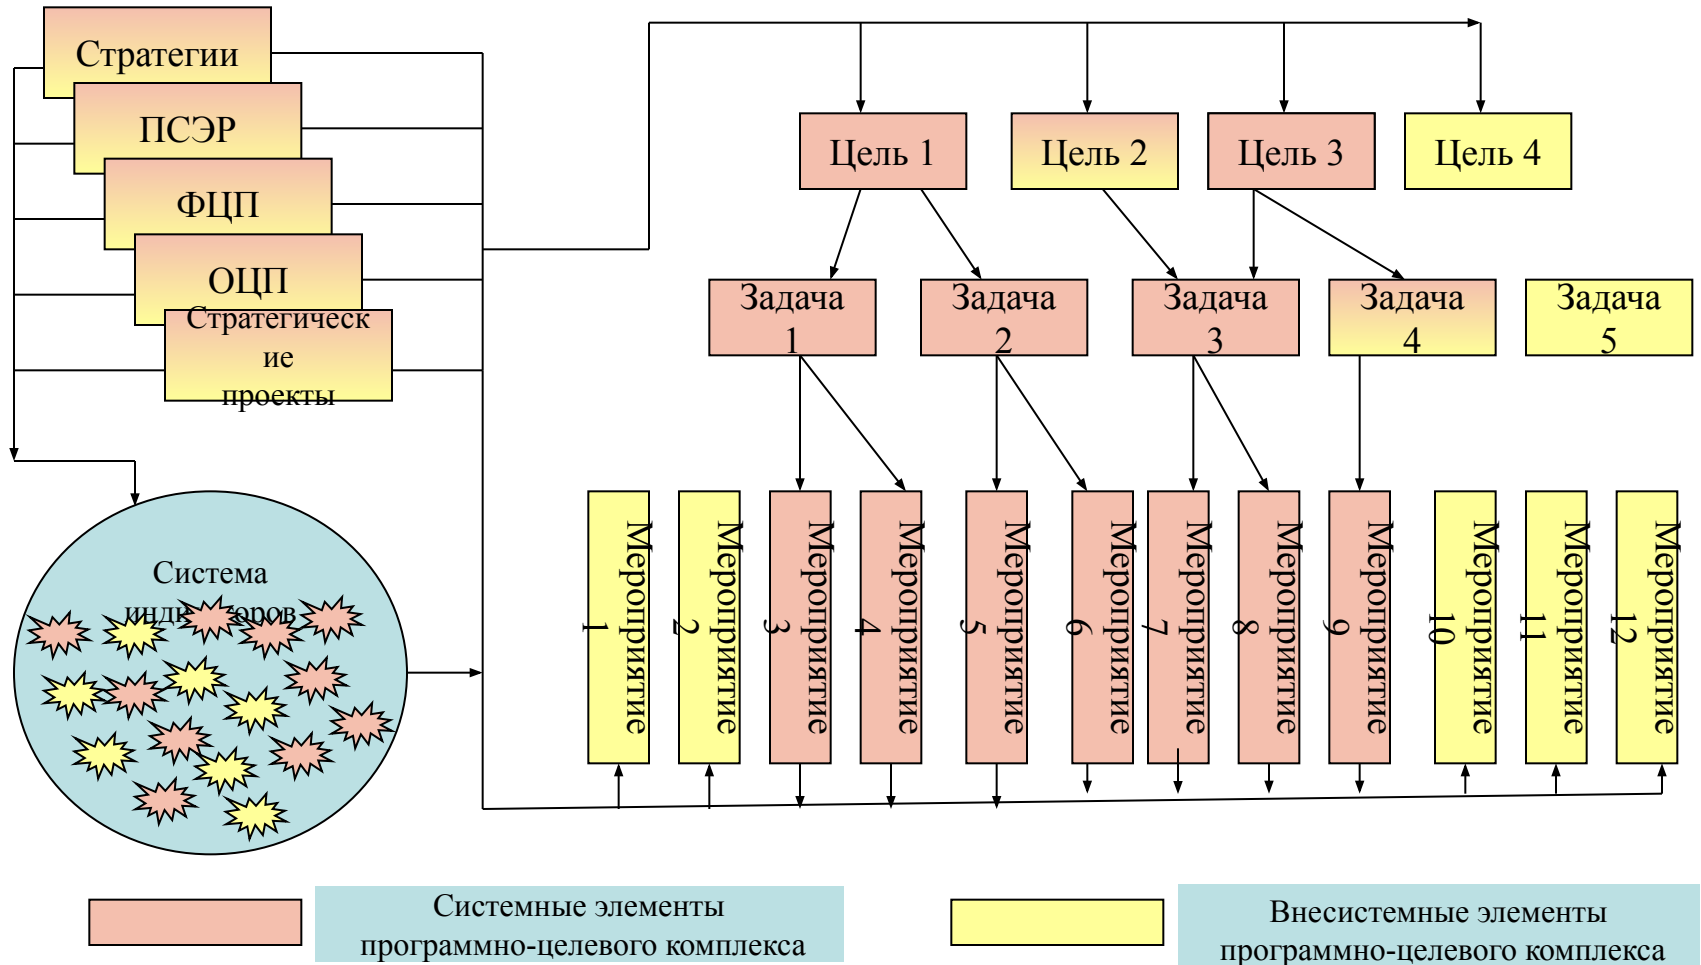 Стратегии
ПСЭР
ФЦП
ОЦП
Стратегическ
ие
проекты
Цель 1
Цель 2
Цель 3
Цель 4
Задача
1
Задача
2
Задача
3
Задача
4
Задача
5
Система
индикаторов
Мероприятие
1
Мероприятие
2
Мероприятие
3
Мероприятие
4
Мероприятие
5
Мероприятие
6
Мероприятие
7
Мероприятие
8
Мероприятие
9
Мероприятие
10
Мероприятие
11
Мероприятие
12
Системные элементы
программно-целевого комплекса
Внесистемные элементы
программно-целевого комплекса